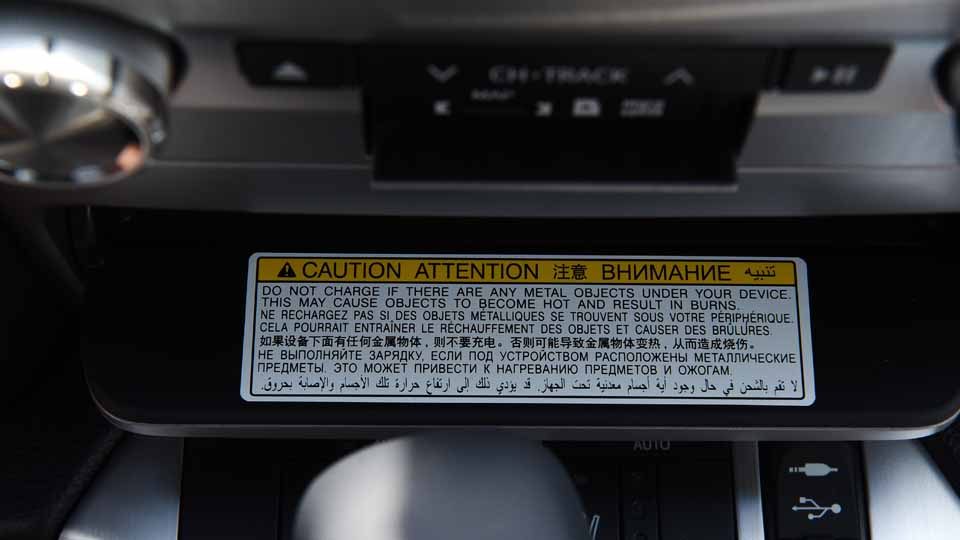 CH·TRACK
MAP
CAUTION ATTENTION 注意 ВНИМАНИЕ تنبيه
DO NOT CHARGE IF THERE ARE ANY METAL OBJECTS UNDER YOUR DEVICE.
THIS MAY CAUSE OBJECTS TO BECOME HOT AND RESULT IN BURNS.
NE RECHARGEZ PAS SI DES OBJETS MÉTALLIQUES SE TROUVENT SOUS VOTRE PÉRIPHÉRIQUE.
CELA POURRAIT ENTRAÎNER LE RÉCHAUFFEMENT DES OBJETS ET CAUSER DES BRÛLURES.
如果设备下面有任何金属物体，则不要充电。否则可能导致金属物体变热，从而造成烧伤。
НЕ ВЫПОЛНЯЙТЕ ЗАРЯДКУ, ЕСЛИ ПОД УСТРОЙСТВОМ РАСПОЛОЖЕНЫ МЕТАЛЛИЧЕСКИЕ
ПРЕДМЕТЫ. ЭТО МОЖЕТ ПРИВЕСТИ К НАГРЕВАНИЮ ПРЕДМЕТОВ И ОЖОГАМ.
لا تقم بالشحن في حال وجود أية أجسام معدنية تحت الجهاز. قد يؤدي ذلك إلى ارتفاع حرارة تلك الأجسام والإصابة بحروق.
AUTO